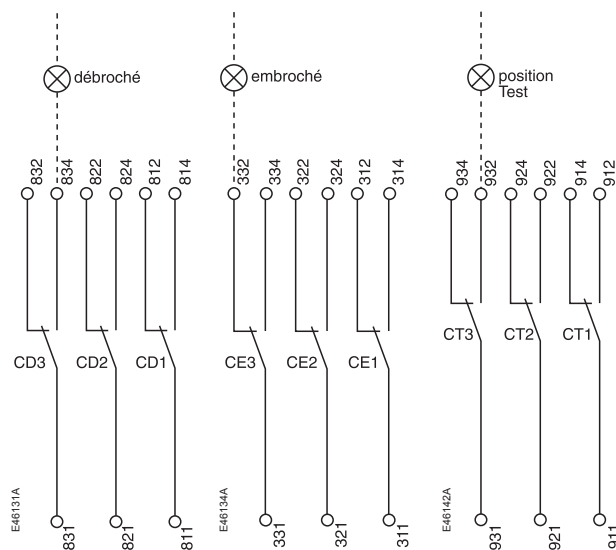 débroché
embroché
position
Test
832
834
822
824
812
814
332
334
322
324
312
314
934
932
924
922
914
912
CD3
CD2
CD1
CE3
CE2
CE1
CT3
CT2
CT1
E46131A
E46134A
E46142A
831
821
811
331
321
311
931
921
911